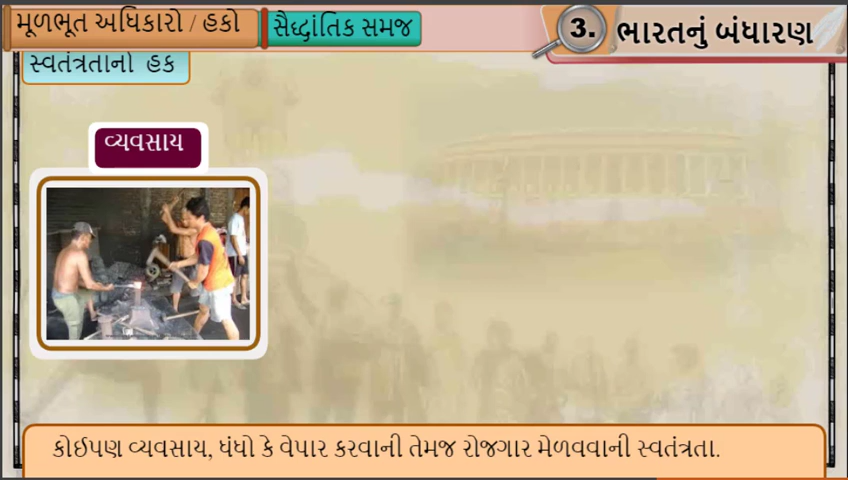 મૂળભૂત અધિકારો / હકો
સૈદ્ધાંતિક સમજ
3. ભારતનું બંધારણ
સ્વતંત્રતાનો હક
વ્યવસાય
કોઈપણ વ્યવસાય, ધંધો કે વેપાર કરવાની તેમજ રોજગાર મેળવવાની સ્વતંત્રતા.